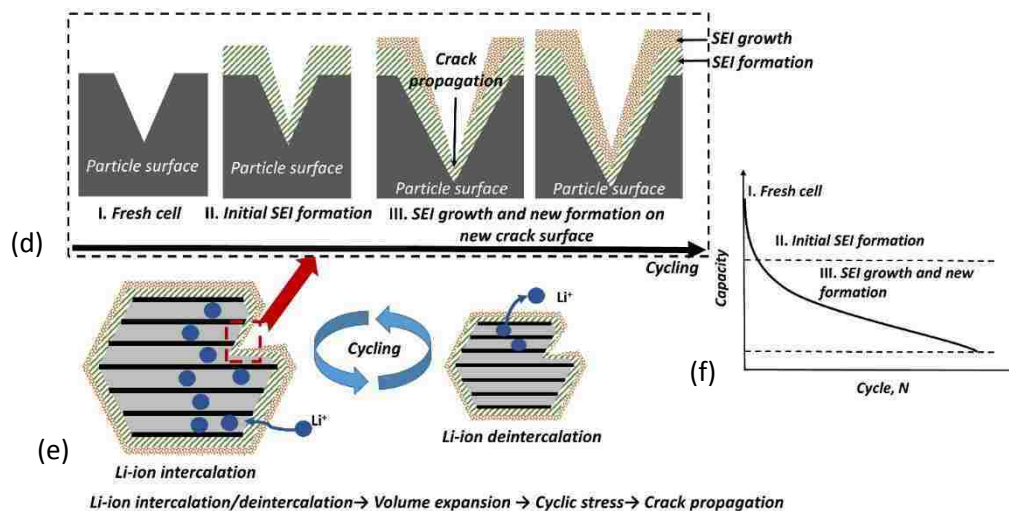 SEI growth
SEI formation
Crack
propagation
Particle surface
Particle surface
Particle surface
Particle surface
I. Fresh cell
II. Initial SEI formation
III. SEI growth and new formation on
new crack surface
(d)
Cycling
I. Fresh cell
II. Initial SEI formation
III. SEI growth and new
formation
Capacity
Cycle, N
(f)
Li⁺
Cycling
Li⁺
(e)
Li-ion intercalation
Li-ion deintercalation
Li-ion intercalation/deintercalation→ Volume expansion → Cyclic stress→ Crack propagation